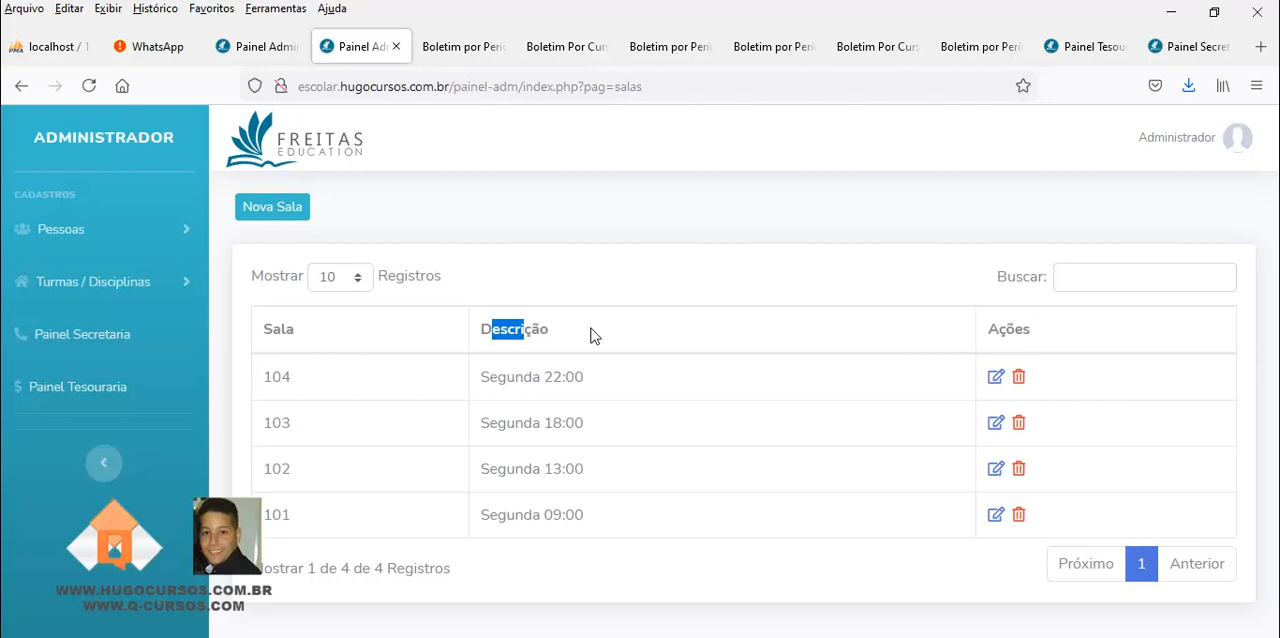 Arquivo Editar Exibir Histórico Favoritos Ferramentas Ajuda
localhost / 1 WhatsApp Painel Admi Painel Ad Boletim por Peri Boletim Por Cur Boletim por Peri Boletim por Peri Boletim Por Cur Boletim por Peri Painel Tesou Painel Secret
escolar.hugocursos.com.br/painel-adm/index.php?pag=salas
ADMINISTRADOR
FREITAS
EDUCATION
Administrador
CADASTROS
Pessoas
Turmas / Disciplinas
Painel Secretaria
$ Painel Tesouraria
Nova Sala
Mostrar 10 Registros
Buscar:
Sala Descrição Ações
104 Segunda 22:00
103 Segunda 18:00
102 Segunda 13:00
101 Segunda 09:00
ostrar 1 de 4 de 4 Registros
Próximo 1 Anterior
WWW.HUGOCURSOS.COM.BR
WWW.Q-CURSOS.COM